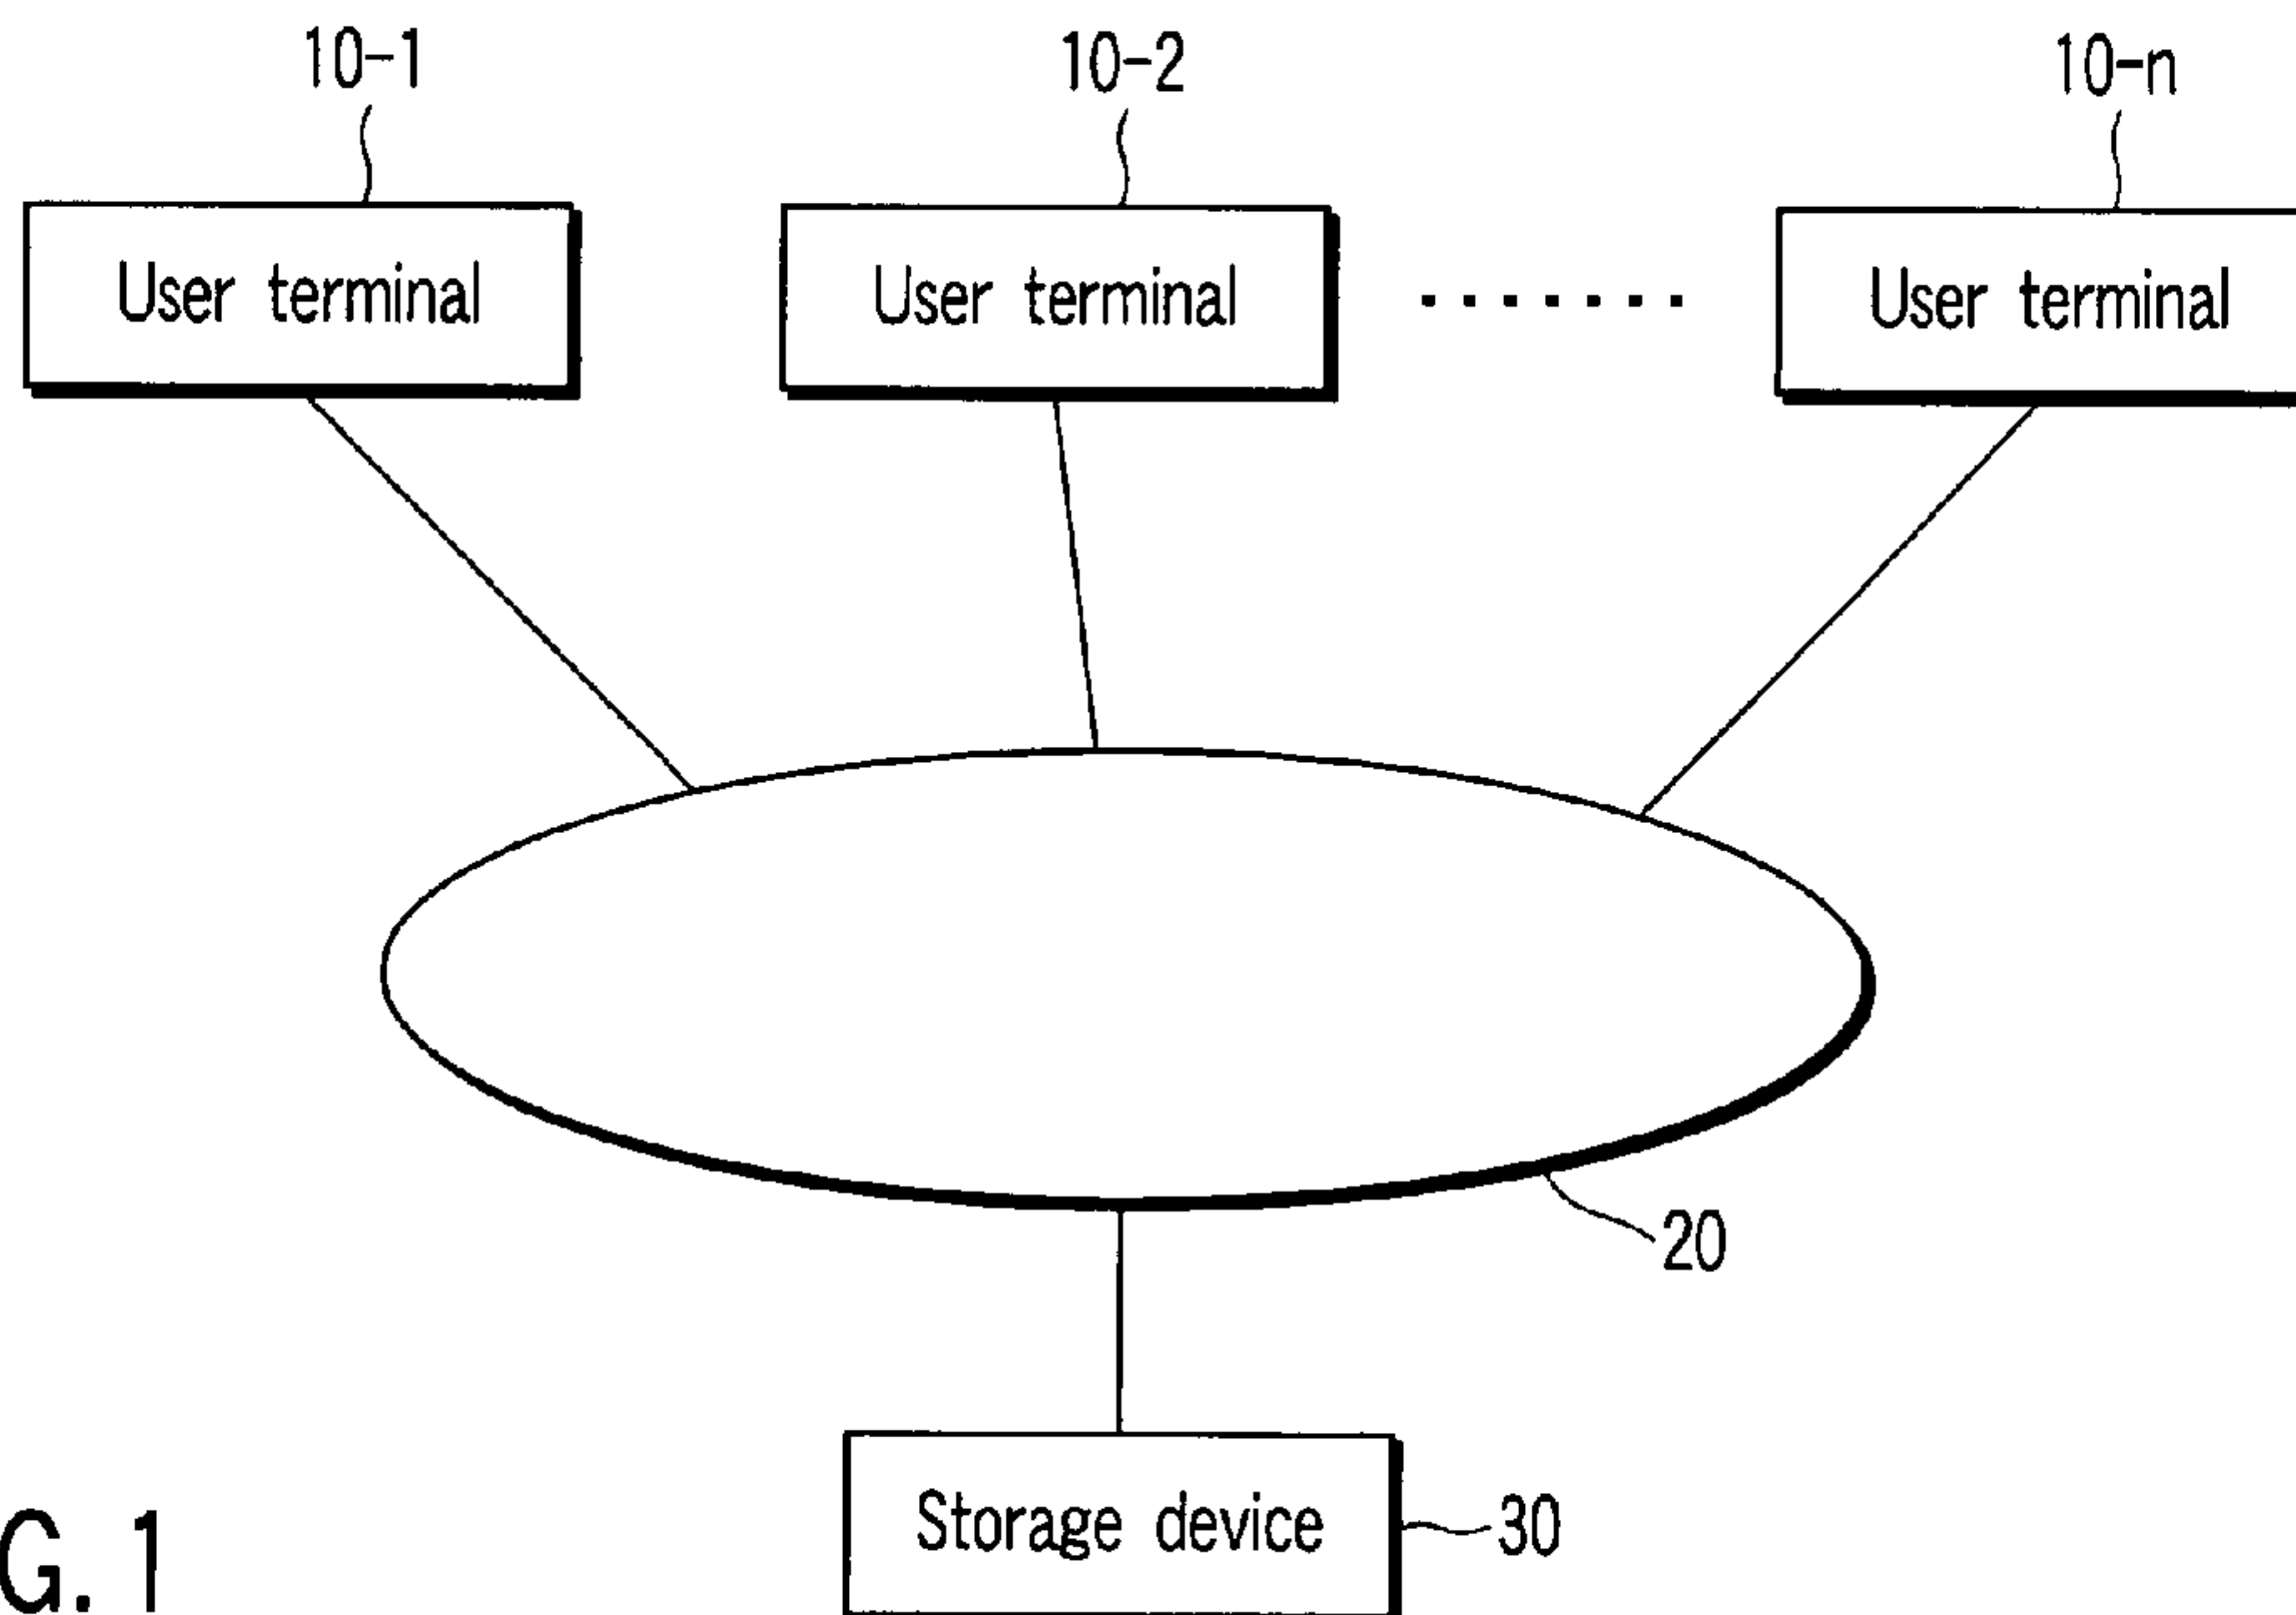 10-1
10-2
10-n
User terminal
User terminal
.......
User terminal
20
Storage device
30
G. 1